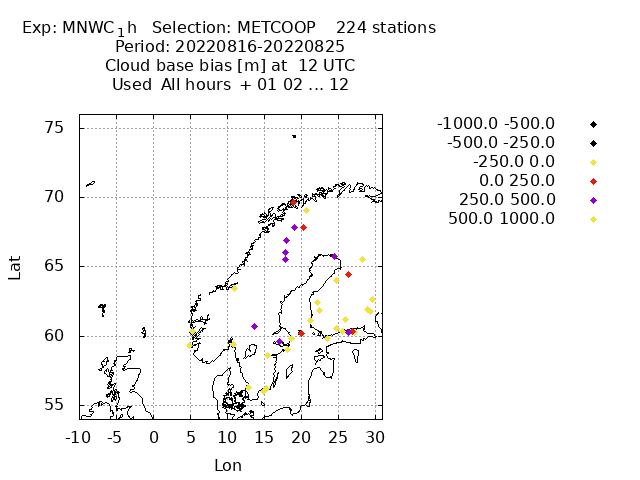 Exp: MNWC₁h   Selection: METCOOP    224 stations
Period: 20220816-20220825
Cloud base bias [m] at  12 UTC
Used  All hours  + 01 02 ... 12
-1000.0 -500.0
-500.0 -250.0
-250.0 0.0
0.0 250.0
250.0 500.0
500.0 1000.0
75
70
65
60
55
Lat
-10 -5 0 5 10 15 20 25 30
Lon